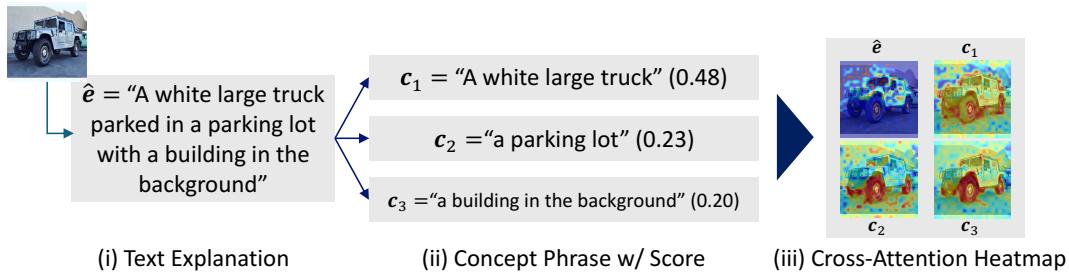 ê = “A white large truck
parked in a parking lot
with a building in the
background”
c₁ = “A white large truck” (0.48)
c₂ =“a parking lot” (0.23)
c₃ =“a building in the background” (0.20)
ê
c₁
c₂
c₃
(i) Text Explanation
(ii) Concept Phrase w/ Score
(iii) Cross-Attention Heatmap